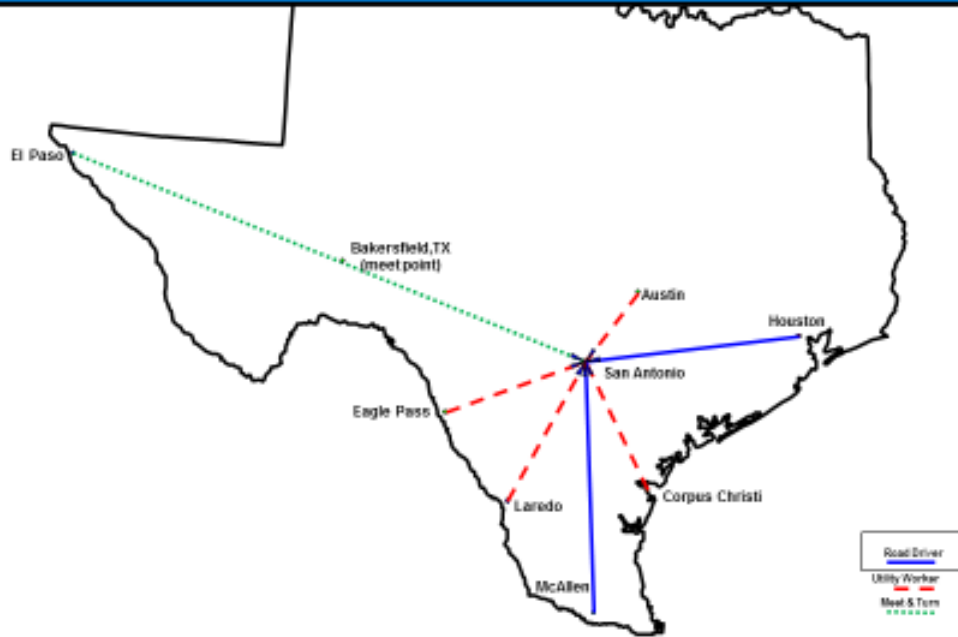 El Paso
Bakersfield,TX
(meet point)
Austin
Houston
San Antonio
Eagle Pass
Laredo
Corpus Christi
McAllen
Road Driver
Utility Worker
Meet & Turn